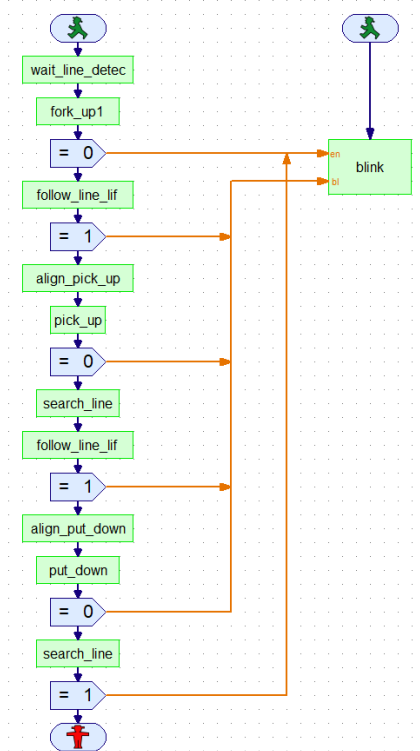 wait_line_detec
fork_up1
= 0
en
blink
follow_line_lif
bl
= 1
align_pick_up
pick_up
= 0
search_line
follow_line_lif
= 1
align_put_down
put_down
= 0
search_line
= 1